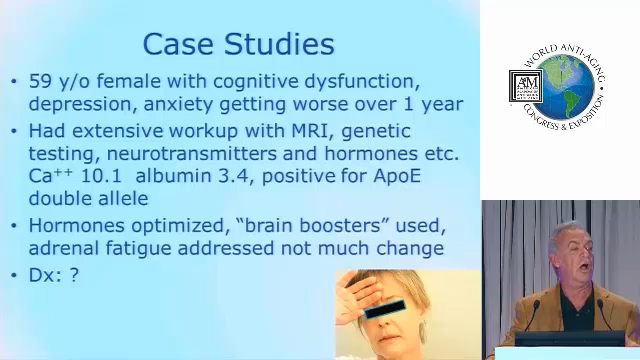 Case Studies
59 y/o female with cognitive dysfunction,
depression, anxiety getting worse over 1 year
Had extensive workup with MRI, genetic
testing, neurotransmitters and hormones etc.
Ca⁺⁺ 10.1 albumin 3.4, positive for ApoE
double allele
Hormones optimized, “brain boosters” used,
adrenal fatigue addressed not much change
Dx: ?
WORLD ANTI-AGING
CONGRESS & EXPOSITION